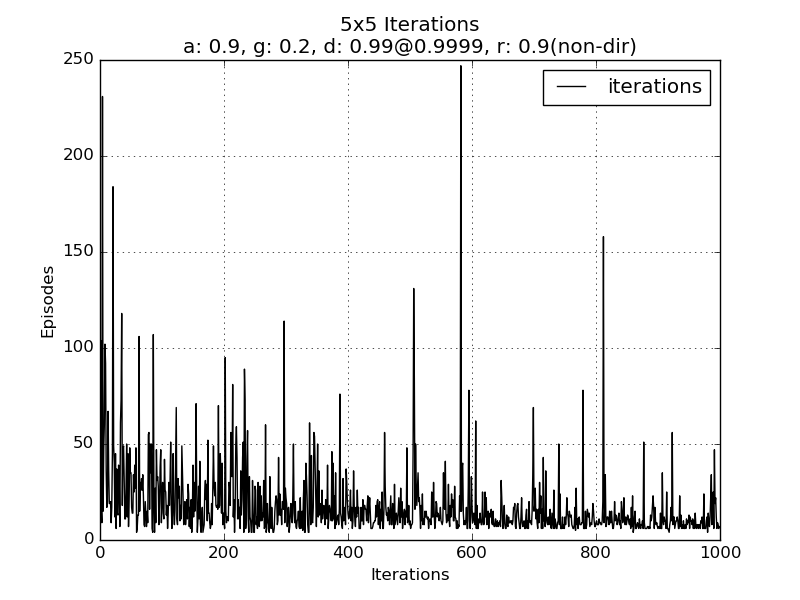 5x5 Iterations
a: 0.9, g: 0.2, d: 0.99@0.9999, r: 0.9(non-dir)
250
iterations
200
150
Episodes
100
50
0
0 200 400 600 800 1000
Iterations